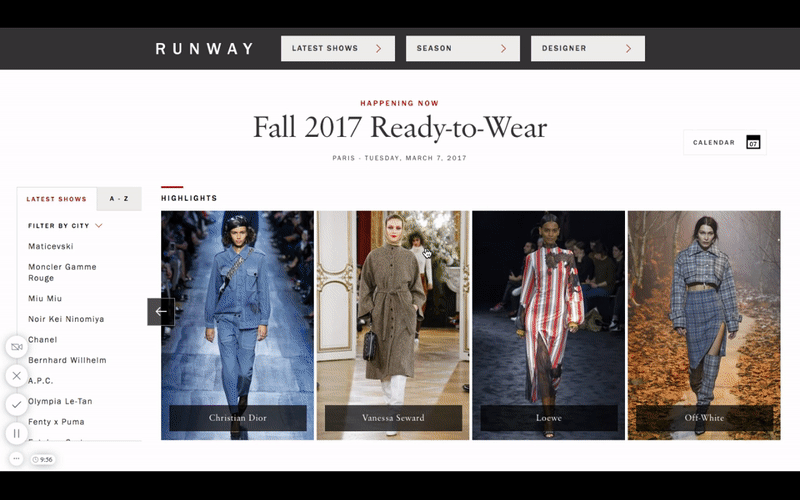 RUNWAY
LATEST SHOWS
SEASON
DESIGNER
HAPPENING NOW
Fall 2017 Ready-to-Wear
PARIS - TUESDAY, MARCH 7, 2017
CALENDAR
07
LATEST SHOWS
A - Z
FILTER BY CITY
Maticevski
Moncler Gamme
Rouge
Miu Miu
Noir Kei Ninomiya
Chanel
Bernhard Willhelm
A.P.C.
Olympia Le-Tan
Fenty x Puma
HIGHLIGHTS
Christian Dior
Vanessa Seward
Loewe
Off-White
9:36